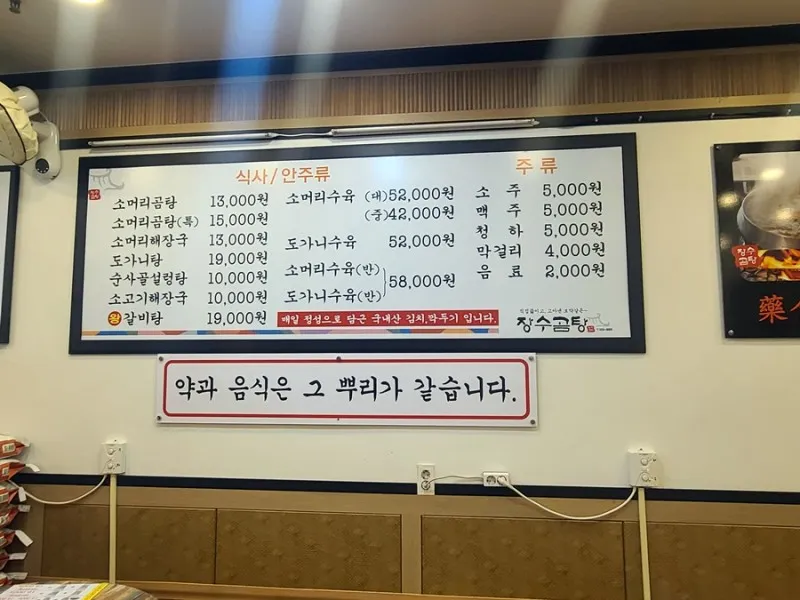 식사/안주류
소머리곰탕 13,000원
소머리곰탕(특) 15,000원
소머리해장국 13,000원
도가니탕 19,000원
순사골설렁탕 10,000원
소고기해장국 10,000원
왕 갈비탕 19,000원
소머리수육 (대) 52,000원
(중) 42,000원
도가니수육 52,000원
소머리수육(반)
도가니수육(반)
58,000원
매일 정성으로 담근 국내산 김치,깍두기 입니다.
주류
소주 5,000원
맥주 5,000원
청하 5,000원
막걸리 4,000원
음료 2,000원
장수곰탕
약과 음식은 그 뿌리가 같습니다.
장수
곰탕
藥